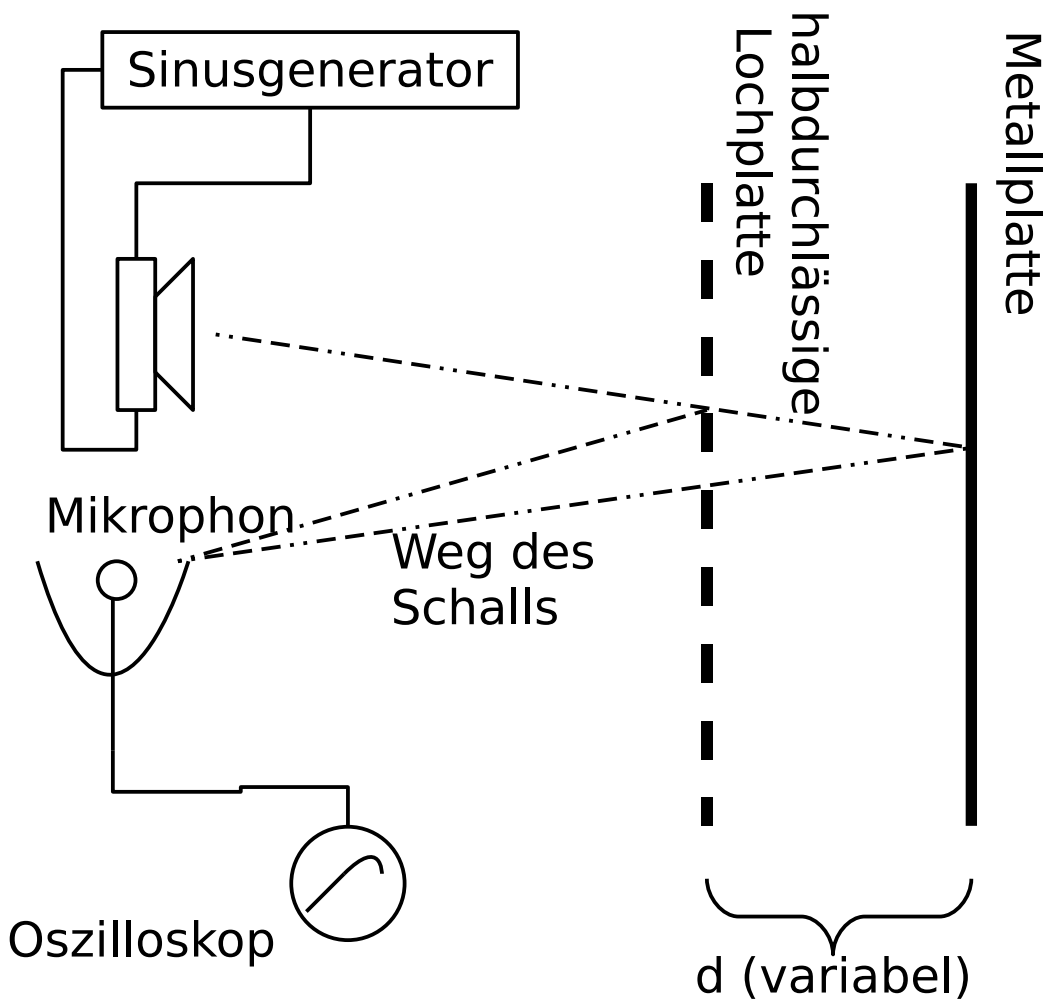 Sinusgenerator
halbdurchlässige
Lochplatte
Metallplatte
Mikrophon
Weg des
Schalls
Oszilloskop
d (variabel)